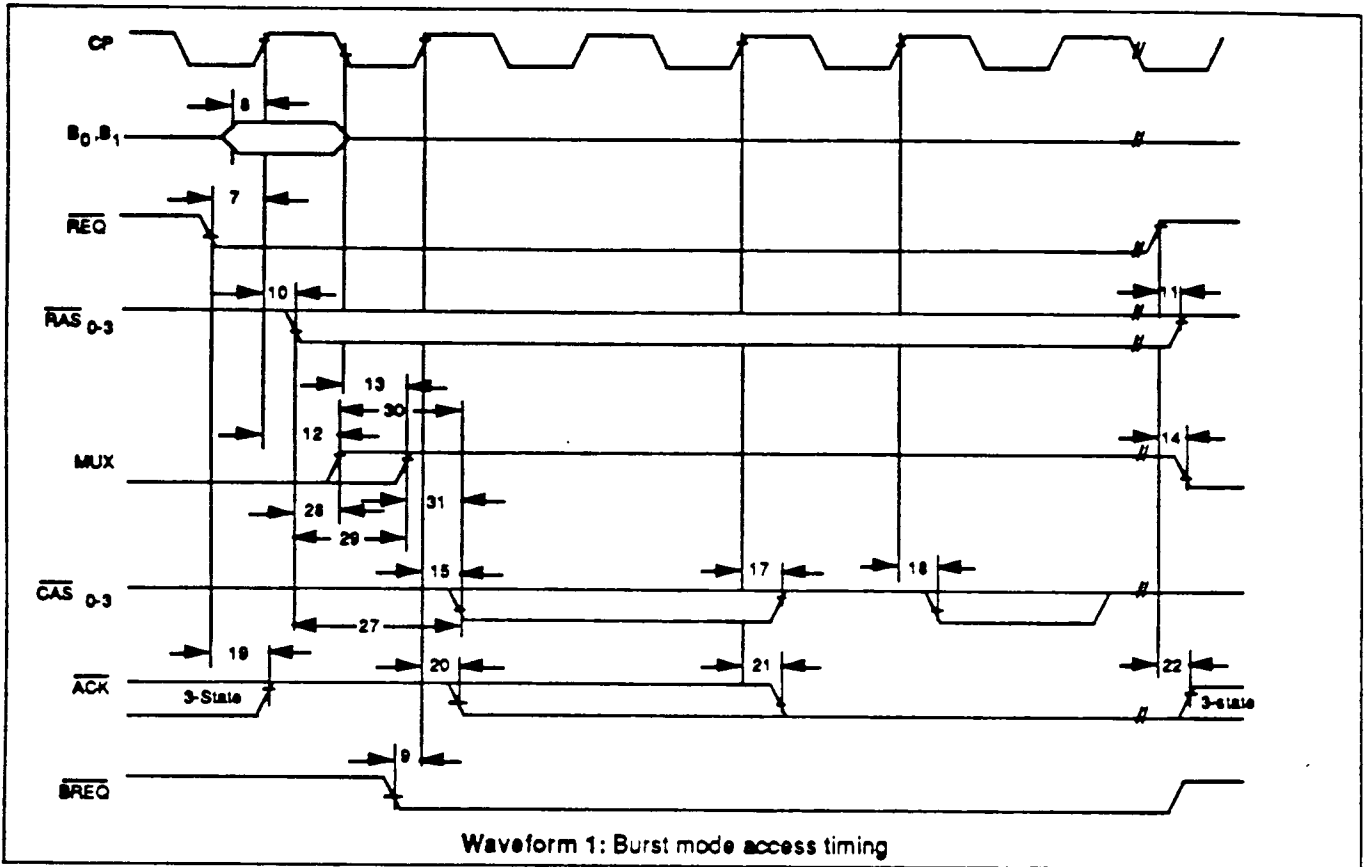 CP
8
B0, B1
7
REQ
10
11
RAS 0-3
13
30
12
14
MUX
28
31
29
15
17
18
CAS 0-3
27
19
20
21
22
ACK
3-State
3-state
9
BREQ
Waveform 1: Burst mode access timing